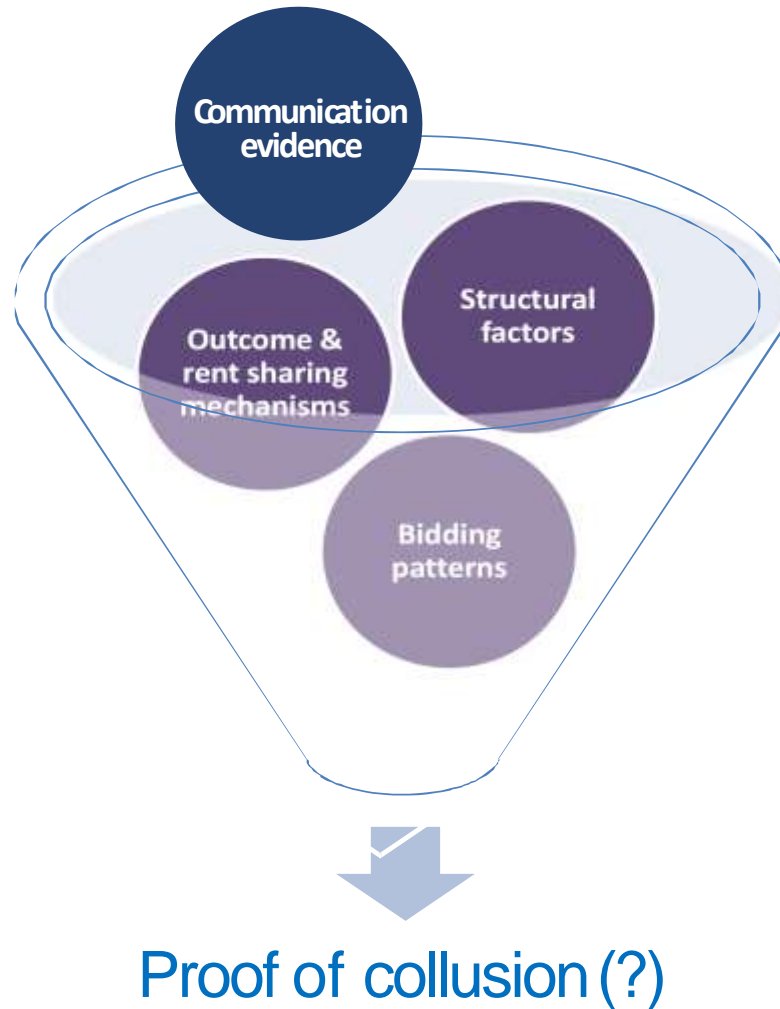 Communication
evidence
Structural
factors
Outcome &
rent sharing
mechanisms
Bidding
patterns
Proof of collusion (?)